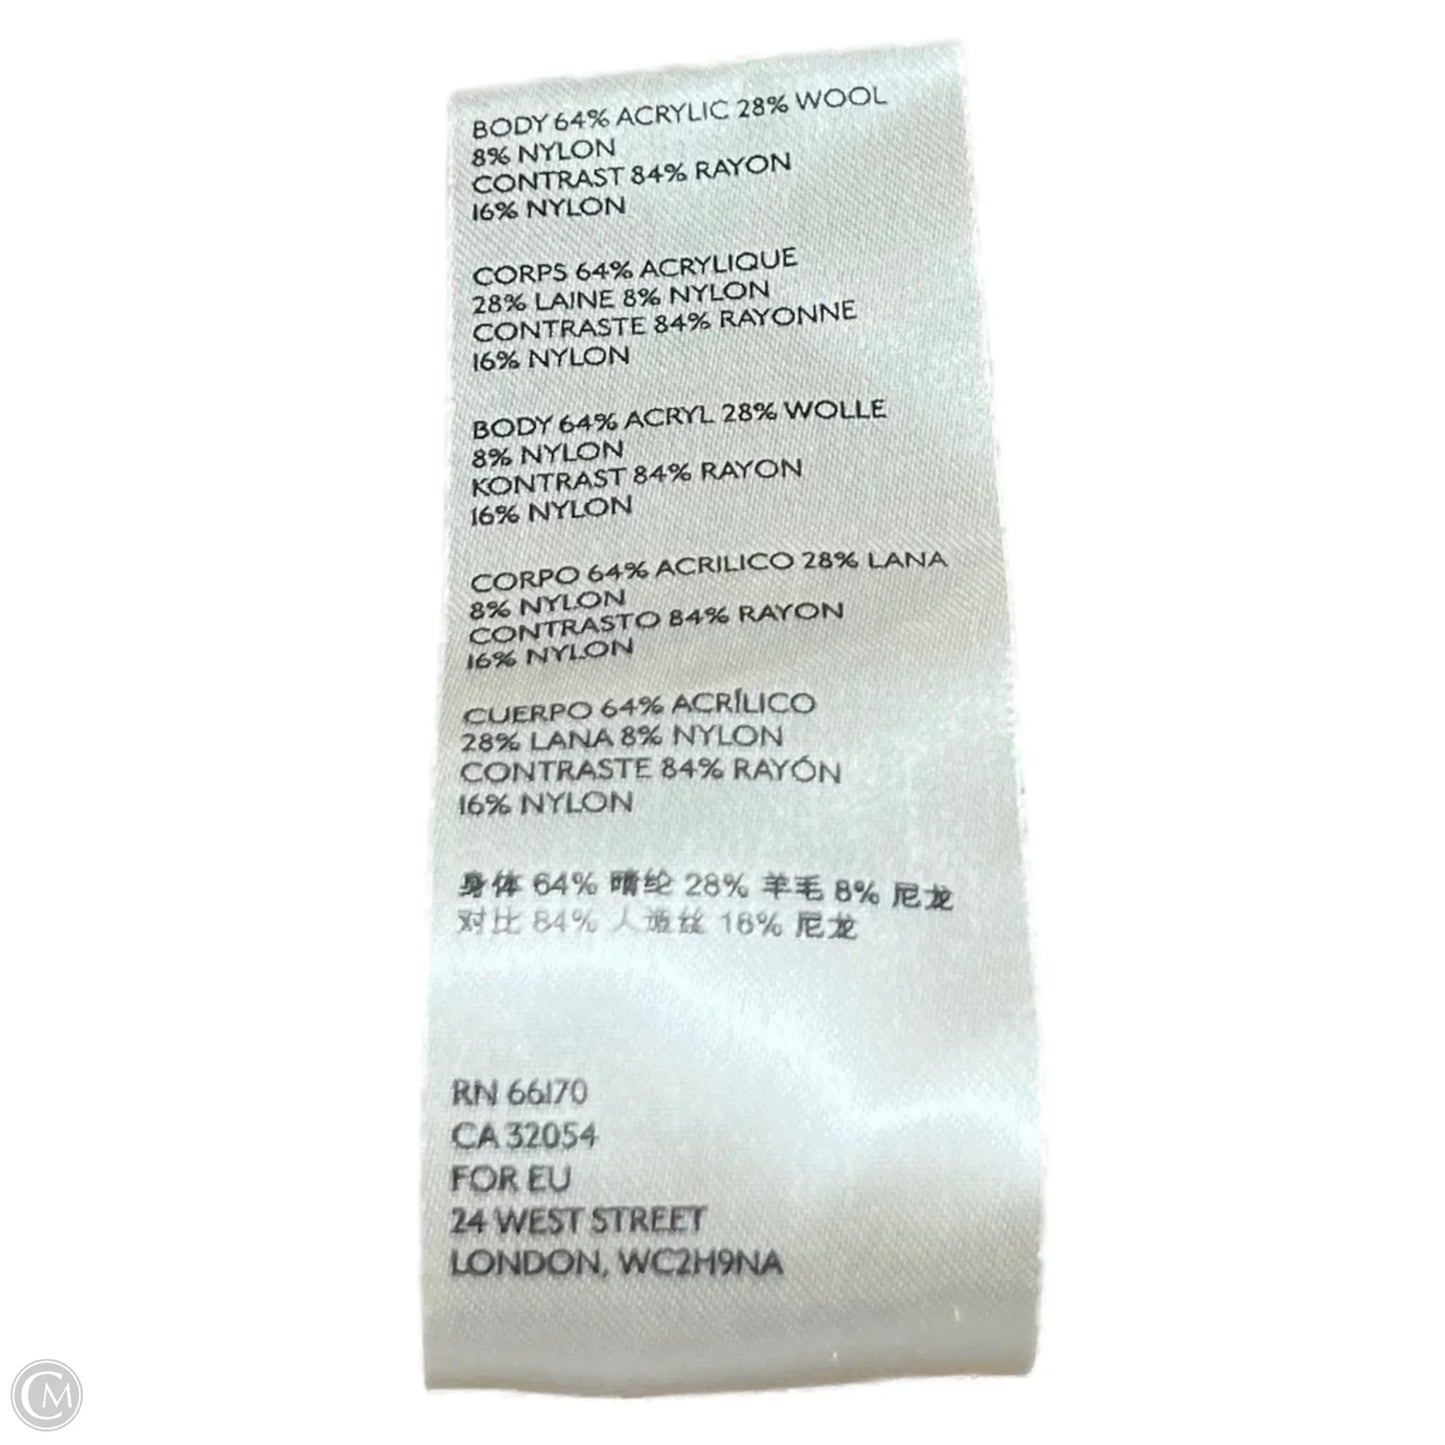 BODY 64% ACRYLIC 28% WOOL
8% NYLON
CONTRAST 84% RAYON
16% NYLON
CORPS 64% ACRYLIQUE
28% LAINE 8% NYLON
CONTRASTE 84% RAYONNE
16% NYLON
BODY 64% ACRYL 28% WOLLE
8% NYLON
KONTRAST 84% RAYON
16% NYLON
CORPO 64% ACRILICO 28% LANA
8% NYLON
CONTRASTO 84% RAYON
16% NYLON
CUERPO 64% ACRÍLICO
28% LANA 8% NYLON
CONTRASTE 84% RAYÓN
16% NYLON
身体 64% 晴纶 28% 羊毛 8% 尼龙
对比 84% 人造丝 16% 尼龙
RN 66170
CA 32054
FOR EU
24 WEST STREET
LONDON, WC2H9NA
CM